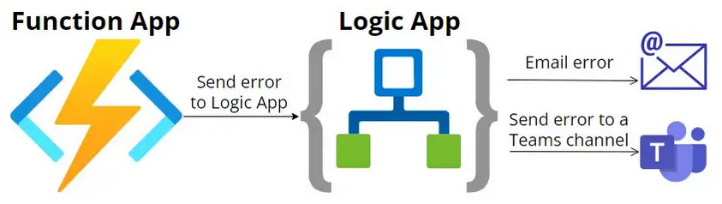 Function App
Logic App
Send error
to Logic App
Email error
@
Send error to a
Teams channel
T